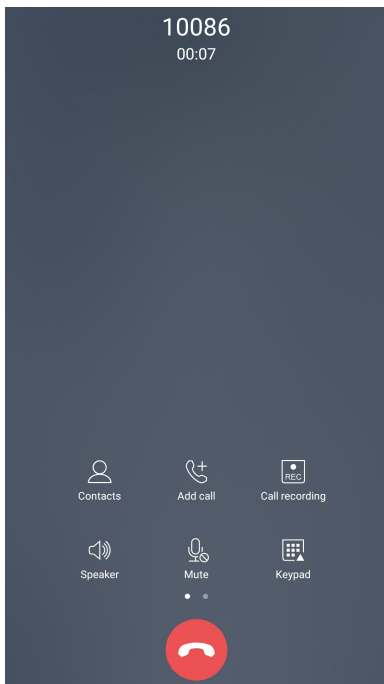 10086
00:07
Contacts
Add call
REC
Call recording
Speaker
Mute
Keypad